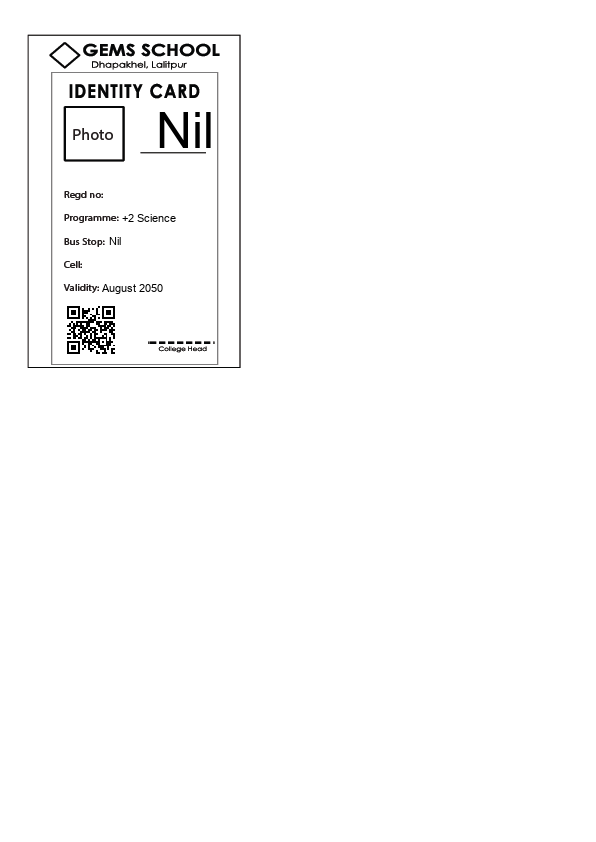 GEMS SCHOOL
Dhapakhel, Lalitpur
IDENTITY CARD
Photo
Nil
Regd no:
Programme: +2 Science
Bus Stop: Nil
Cell:
Validity: August 2050
College Head